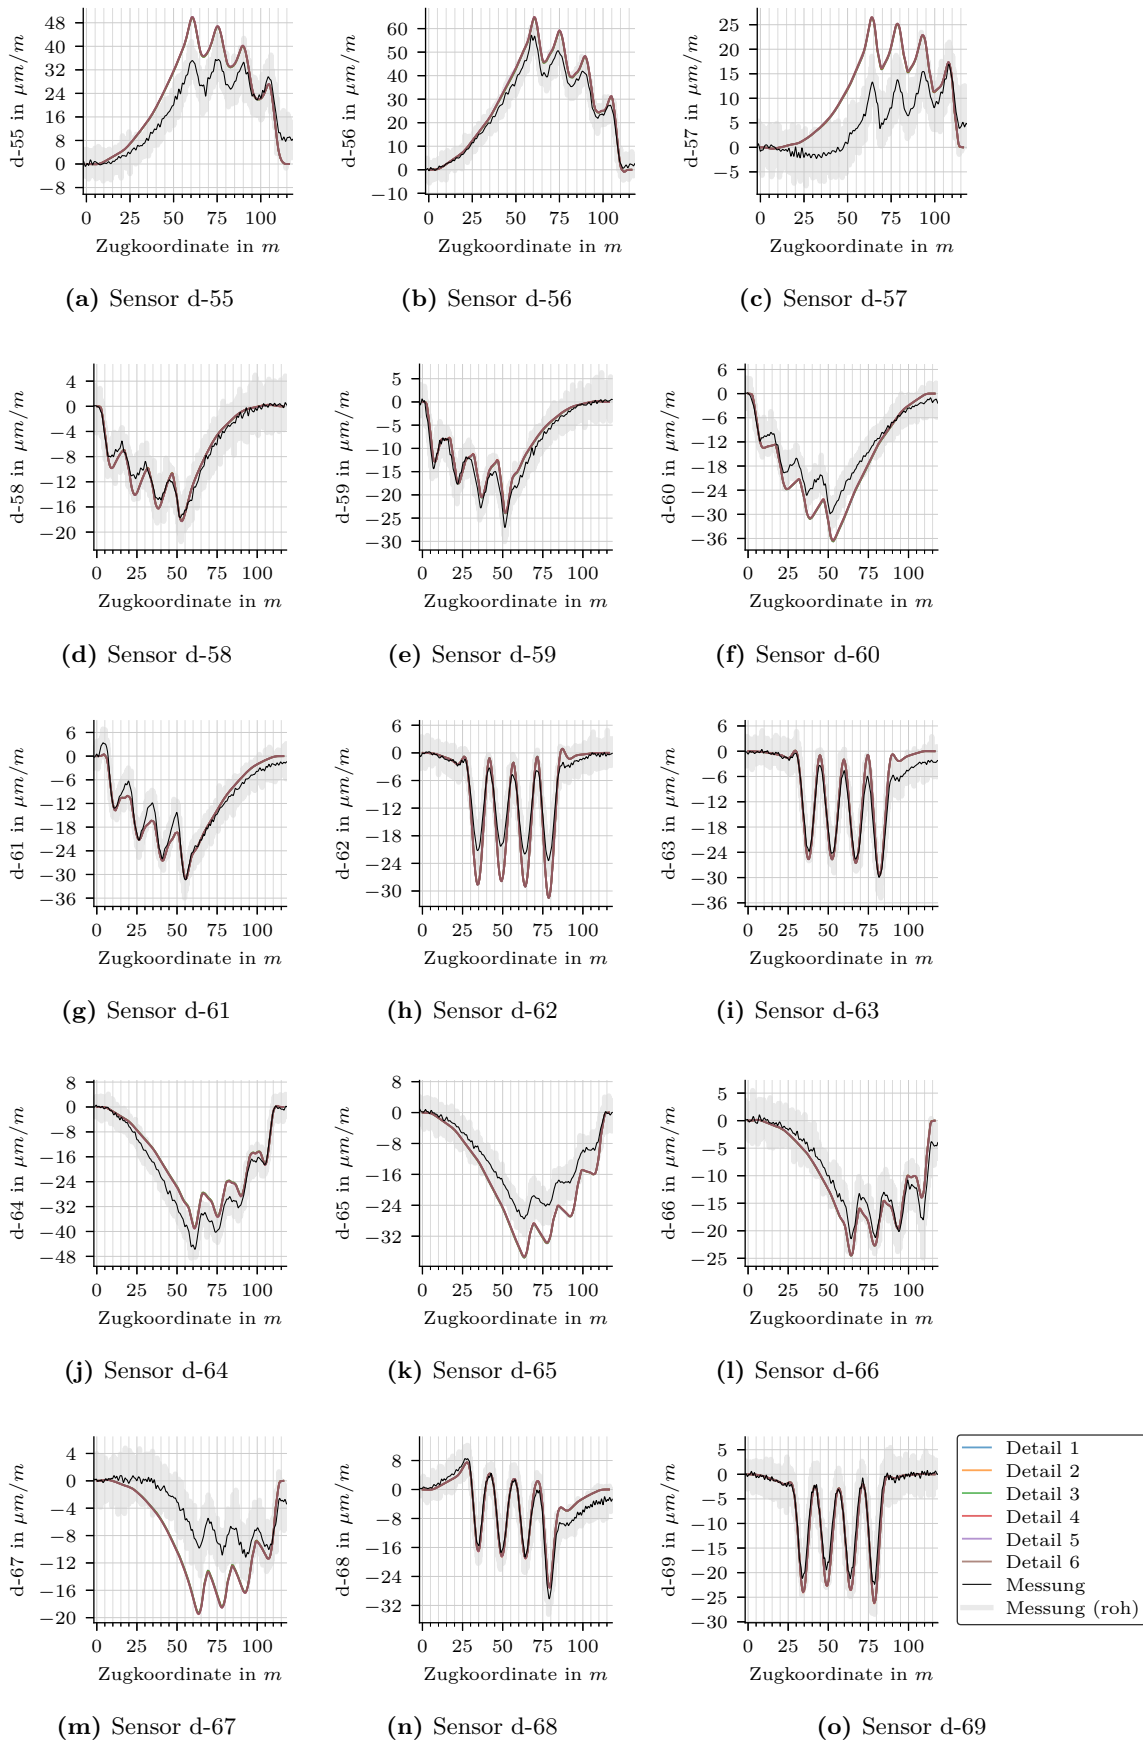 48
40
32
24
16
8
0
−8
d-55 in μm/m
0 25 50 75 100
Zugkoordinate in m
(a) Sensor d-55
60
50
40
30
20
10
0
−10
d-56 in μm/m
0 25 50 75 100
Zugkoordinate in m
(b) Sensor d-56
25
20
15
10
5
0
−5
d-57 in μm/m
0 25 50 75 100
Zugkoordinate in m
(c) Sensor d-57
4
0
−4
−8
−12
−16
−20
d-58 in μm/m
0 25 50 75 100
Zugkoordinate in m
(d) Sensor d-58
5
0
−5
−10
−15
−20
−25
−30
d-59 in μm/m
0 25 50 75 100
Zugkoordinate in m
(e) Sensor d-59
6
0
−6
−12
−18
−24
−30
−36
d-60 in μm/m
0 25 50 75 100
Zugkoordinate in m
(f) Sensor d-60
6
0
−6
−12
−18
−24
−30
−36
d-61 in μm/m
0 25 50 75 100
Zugkoordinate in m
(g) Sensor d-61
6
0
−6
−12
−18
−24
−30
d-62 in μm/m
0 25 50 75 100
Zugkoordinate in m
(h) Sensor d-62
6
0
−6
−12
−18
−24
−30
−36
d-63 in μm/m
0 25 50 75 100
Zugkoordinate in m
(i) Sensor d-63
8
0
−8
−16
−24
−32
−40
−48
d-64 in μm/m
0 25 50 75 100
Zugkoordinate in m
(j) Sensor d-64
8
0
−8
−16
−24
−32
d-65 in μm/m
0 25 50 75 100
Zugkoordinate in m
(k) Sensor d-65
5
0
−5
−10
−15
−20
−25
d-66 in μm/m
0 25 50 75 100
Zugkoordinate in m
(l) Sensor d-66
4
0
−4
−8
−12
−16
−20
d-67 in μm/m
0 25 50 75 100
Zugkoordinate in m
(m) Sensor d-67
8
0
−8
−16
−24
−32
d-68 in μm/m
0 25 50 75 100
Zugkoordinate in m
(n) Sensor d-68
5
0
−5
−10
−15
−20
−25
−30
d-69 in μm/m
0 25 50 75 100
Zugkoordinate in m
(o) Sensor d-69
Detail 1
Detail 2
Detail 3
Detail 4
Detail 5
Detail 6
Messung
Messung (roh)